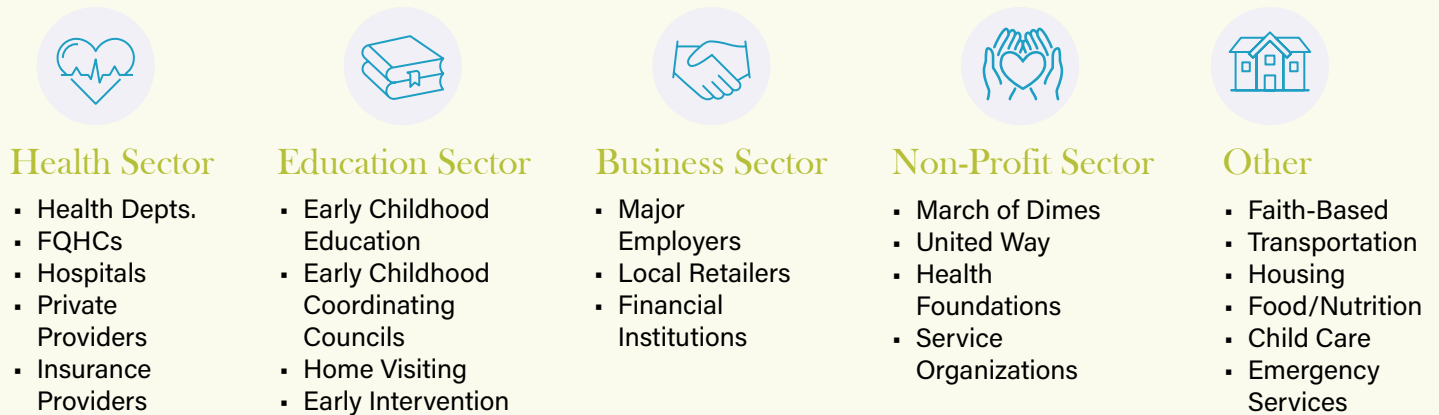 Health Sector
▪ Health Depts.
▪ FQHCs
▪ Hospitals
▪ Private
Providers
▪ Insurance
Providers
Education Sector
▪ Early Childhood
Education
▪ Early Childhood
Coordinating
Councils
▪ Home Visiting
▪ Early Intervention
Business Sector
▪ Major
Employers
▪ Local Retailers
▪ Financial
Institutions
Non-Profit Sector
▪ March of Dimes
▪ United Way
▪ Health
Foundations
▪ Service
Organizations
Other
▪ Faith-Based
▪ Transportation
▪ Housing
▪ Food/Nutrition
▪ Child Care
▪ Emergency
Services